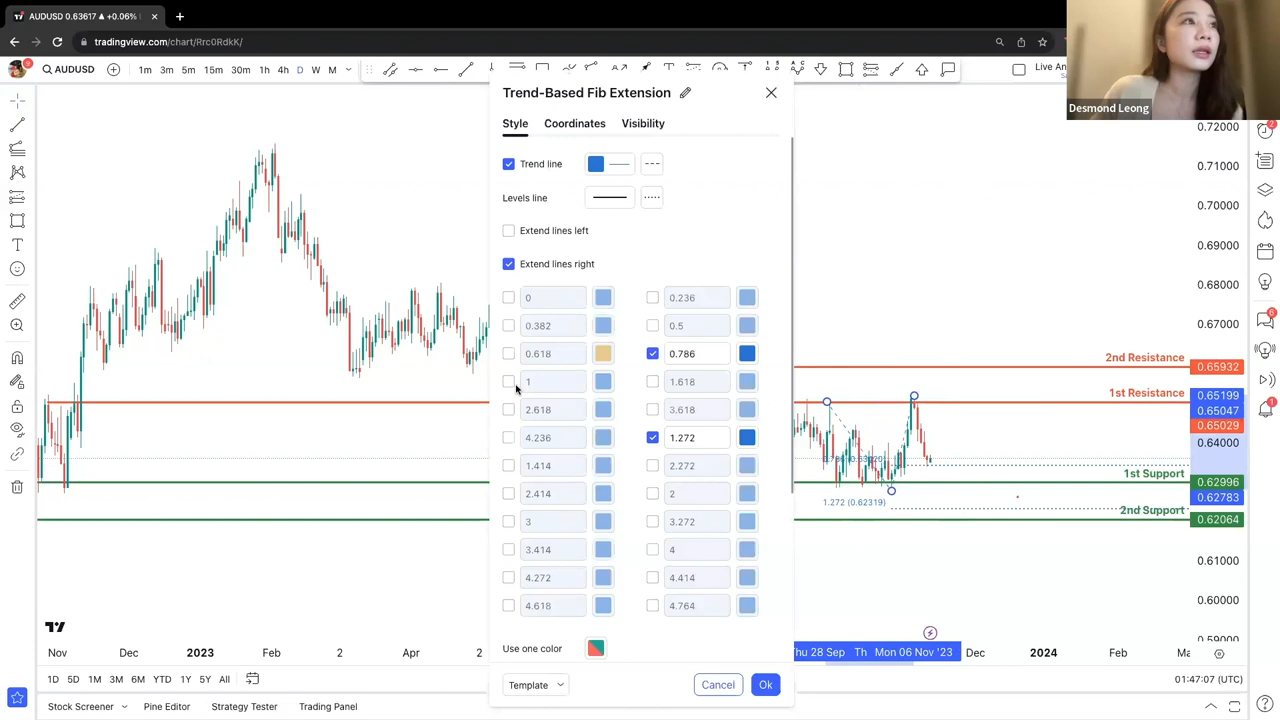 AUDUSD 0.63617 ▲ +0.06%
tradingview.com/chart/Rrc0RdkK/
Desmond Leong
8
AUDUSD
1m 3m 5m 15m 30m 1h 4h D W M
Live An
Trend-Based Fib Extension
Style Coordinates Visibility
Trend line
Levels line
Extend lines left
Extend lines right
0 0.236
0.382 0.5
0.618 0.786
1 1.618
2.618 3.618
4.236 1.272
1.414 2.272
2.414 2
3 3.272
3.414 4
4.272 4.414
4.618 4.764
Use one color
Template Cancel Ok
0.72000
0.71000
0.70000
0.69000
0.68000
0.67000
2nd Resistance 0.65932
1st Resistance 0.65199
0.65047
0.65029
0.64000
1st Support 0.62996
0.62783
1.272 (0.62319)
2nd Support 0.62064
0.61000
0.60000
0.59000
Nov Dec 2023 Feb 2 Apr 2
Thu 28 Sep Th Mon 06 Nov '23 Dec 2024 Feb Ma
1D 5D 1M 3M 6M YTD 1Y 5Y All
01:47:07 (UTC)
Stock Screener Pine Editor Strategy Tester Trading Panel
2
6
1